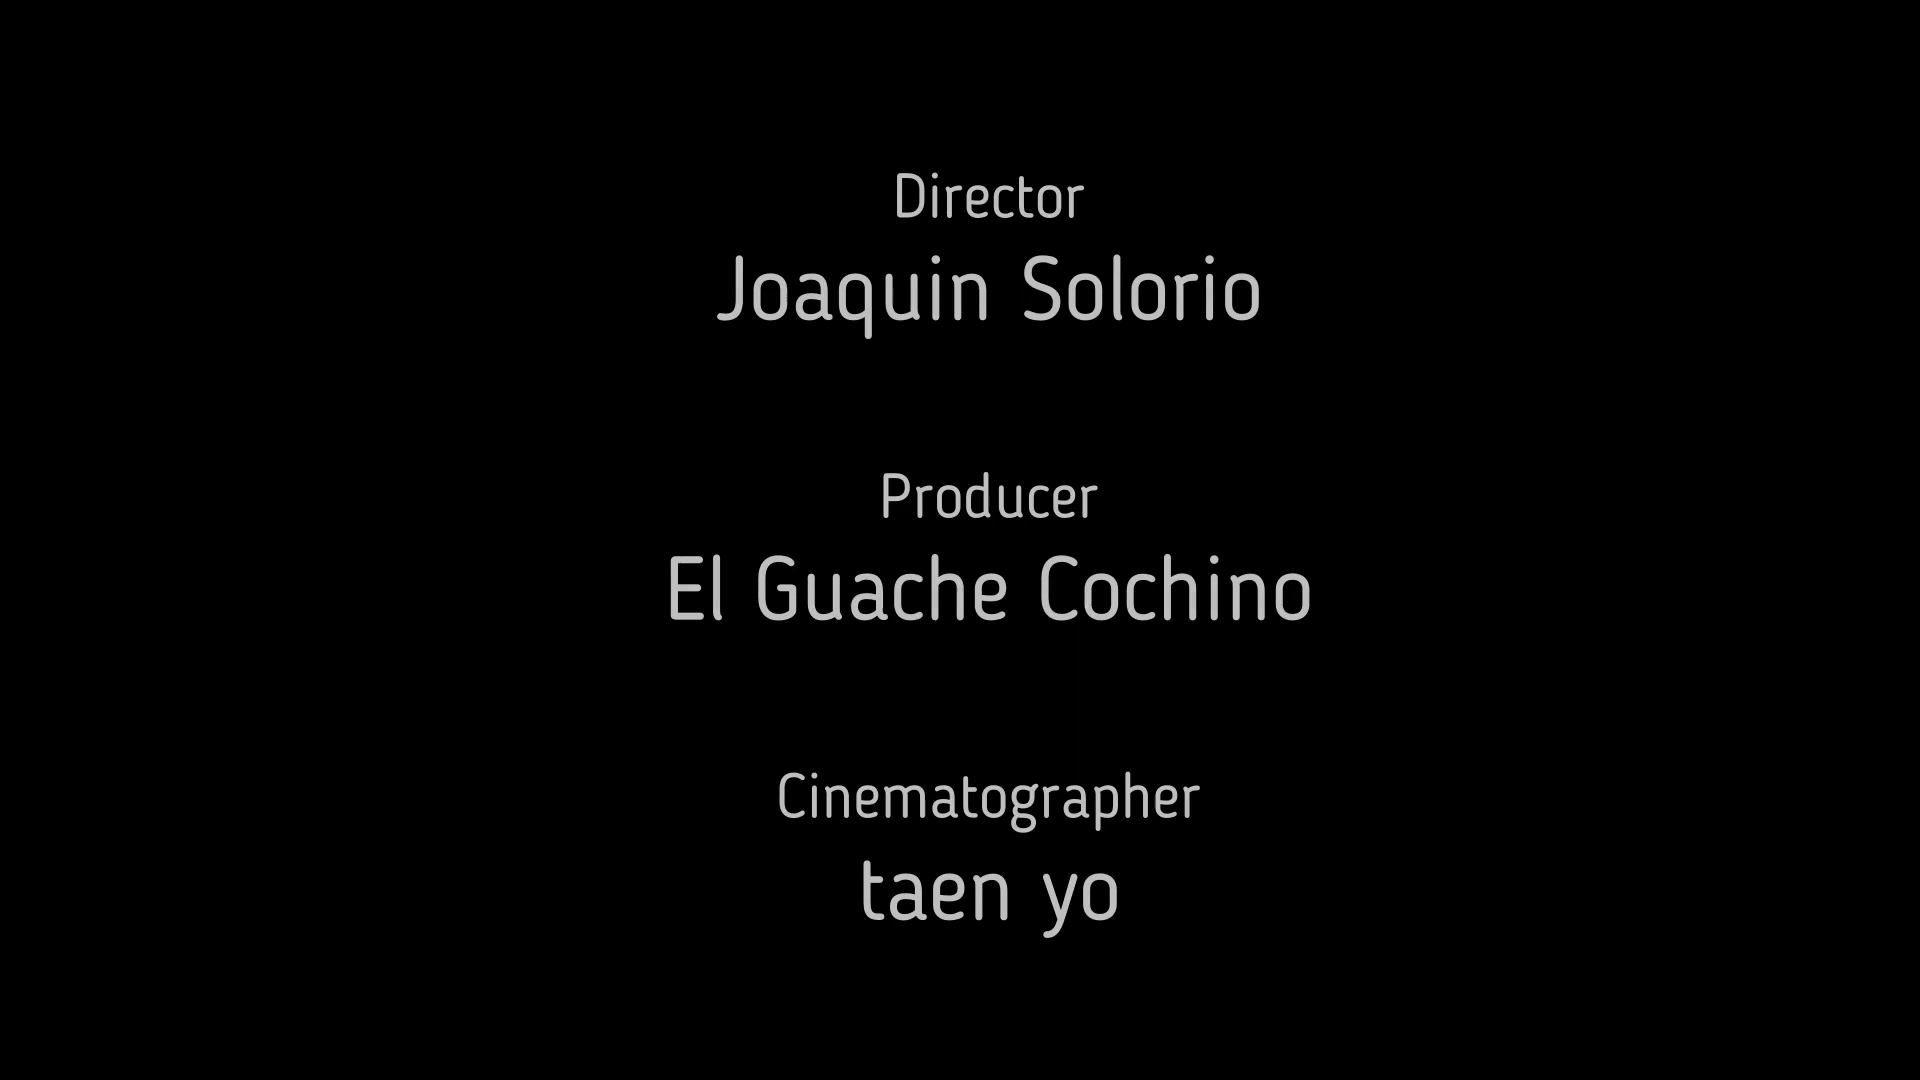 Director
Joaquin Solorio
Producer
El Guache Cochino
Cinematographer
taen yo